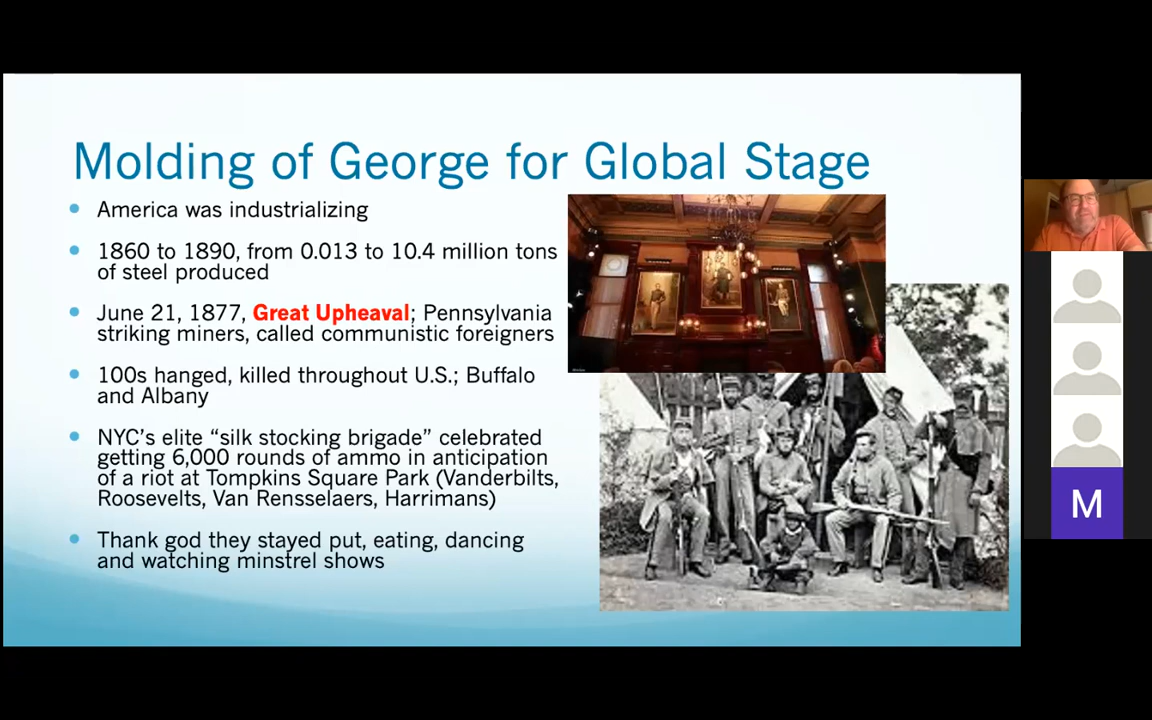 Molding of George for Global Stage
America was industrializing
1860 to 1890, from 0.013 to 10.4 million tons
of steel produced
June 21, 1877, Great Upheaval; Pennsylvania
striking miners, called communistic foreigners
100s hanged, killed throughout U.S.; Buffalo
and Albany
NYC's elite “silk stocking brigade” celebrated
getting 6,000 rounds of ammo in anticipation
of a riot at Tompkins Square Park (Vanderbilts,
Roosevelts, Van Rensselaers, Harrimans)
Thank god they stayed put, eating, dancing
and watching minstrel shows
M